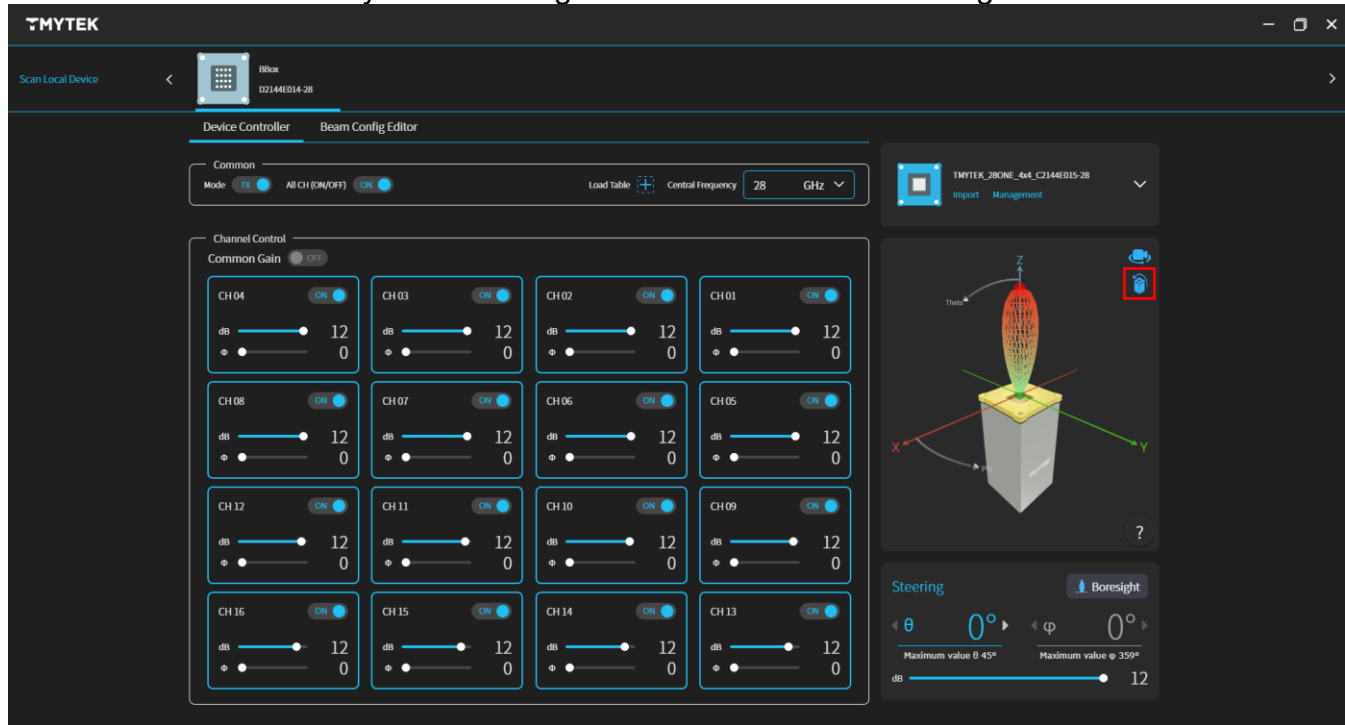 TMYTEK
Scan Local Device
BBox
D2144E014-28
Device Controller Beam Config Editor
Common
Mode TX All CH (ON/OFF) ON Load Table Central Frequency 28 GHz
TMYTEK_28ONE_4x4_C2144E015-28
Import Management
Channel Control
Common Gain OFF
CH 04 ON CH 03 ON CH 02 ON CH 01 ON
dB 12 dB 12 dB 12 dB 12
Φ 0 Φ 0 Φ 0 Φ 0
CH 08 ON CH 07 ON CH 06 ON CH 05 ON
dB 12 dB 12 dB 12 dB 12
Φ 0 Φ 0 Φ 0 Φ 0
CH 12 ON CH 11 ON CH 10 ON CH 09 ON
dB 12 dB 12 dB 12 dB 12
Φ 0 Φ 0 Φ 0 Φ 0
CH 16 ON CH 15 ON CH 14 ON CH 13 ON
dB 12 dB 12 dB 12 dB 12
Φ 0 Φ 0 Φ 0 Φ 0
Z
Theta
X Y
Phi
TMYTEK
?
Steering Boresight
θ 0° φ 0°
Maximum value θ 45° Maximum value φ 359°
dB 12